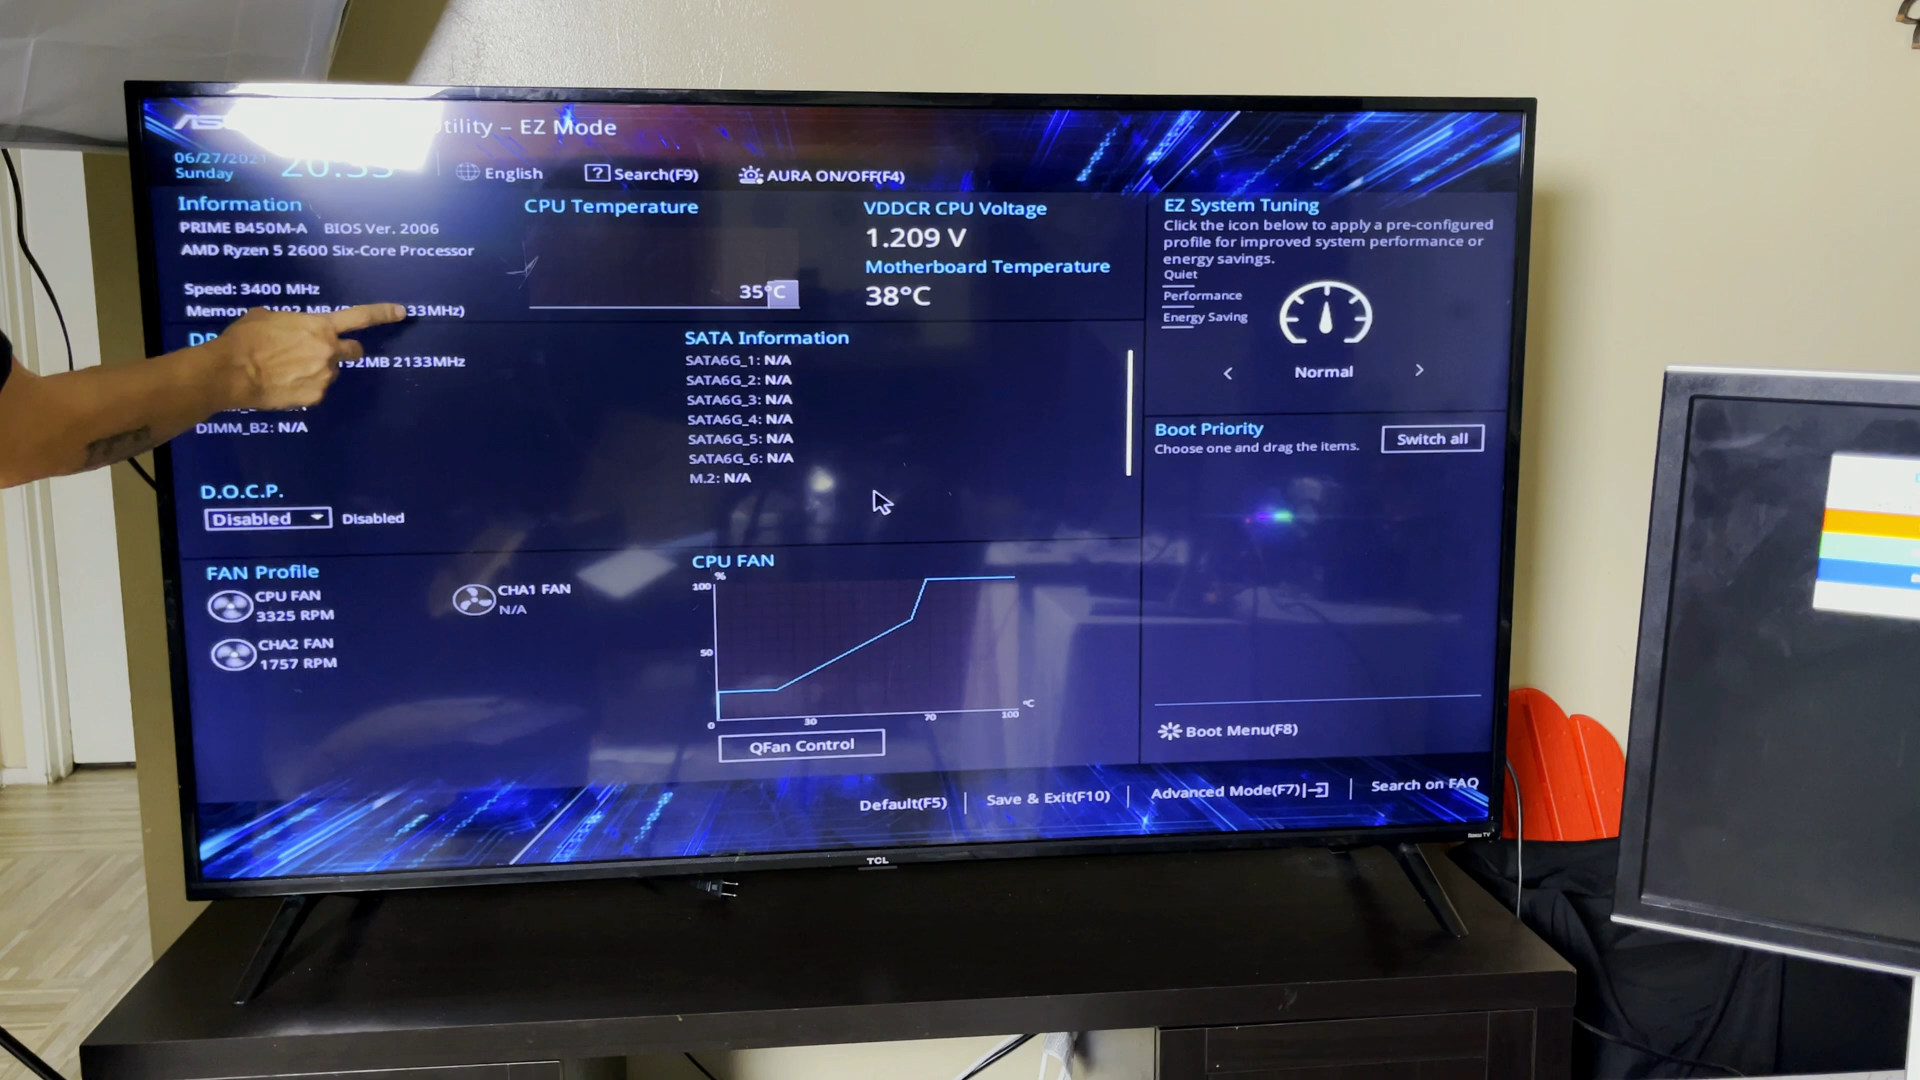 tility – EZ Mode
06/27/2021
Sunday
20:33
English
Search(F9)
AURA ON/OFF(F4)
Information
PRIME B450M-A BIOS Ver. 2006
AMD Ryzen 5 2600 Six-Core Processor
Speed: 3400 MHz
33MHz)
92MB 2133MHz
DIMM_B2: N/A
D.O.C.P.
Disabled
Disabled
CPU Temperature
35°C
VDDCR CPU Voltage
1.209 V
Motherboard Temperature
38°C
SATA Information
SATA6G_1: N/A
SATA6G_2: N/A
SATA6G_3: N/A
SATA6G_4: N/A
SATA6G_5: N/A
SATA6G_6: N/A
M.2: N/A
EZ System Tuning
Click the icon below to apply a pre-configured
profile for improved system performance or
energy savings.
Quiet
Performance
Energy Saving
Normal
Boot Priority
Choose one and drag the items.
Switch all
FAN Profile
CPU FAN
3325 RPM
CHA1 FAN
N/A
CHA2 FAN
1757 RPM
CPU FAN
%
100
50
0
30
70
100
°C
QFan Control
Boot Menu(F8)
Default(F5)
Save & Exit(F10)
Advanced Mode(F7)
Search on FAQ
TCL
Roku TV